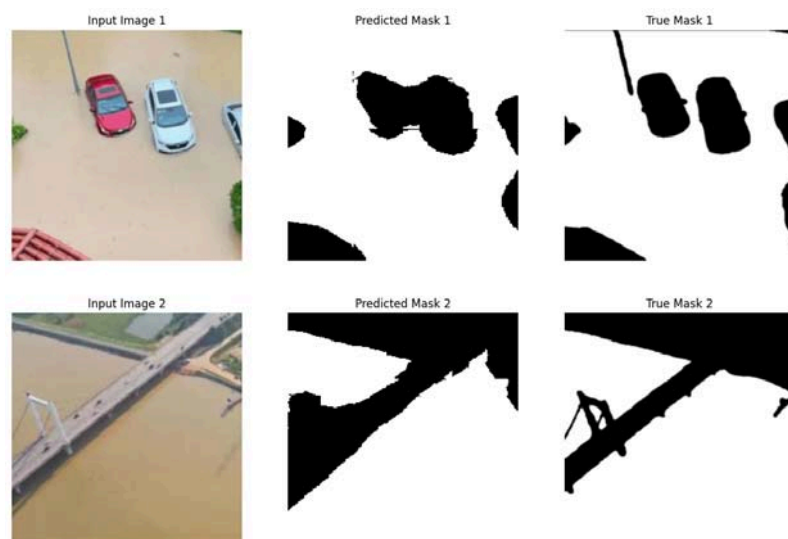 Input Image 1
Predicted Mask 1
True Mask 1
Input Image 2
Predicted Mask 2
True Mask 2